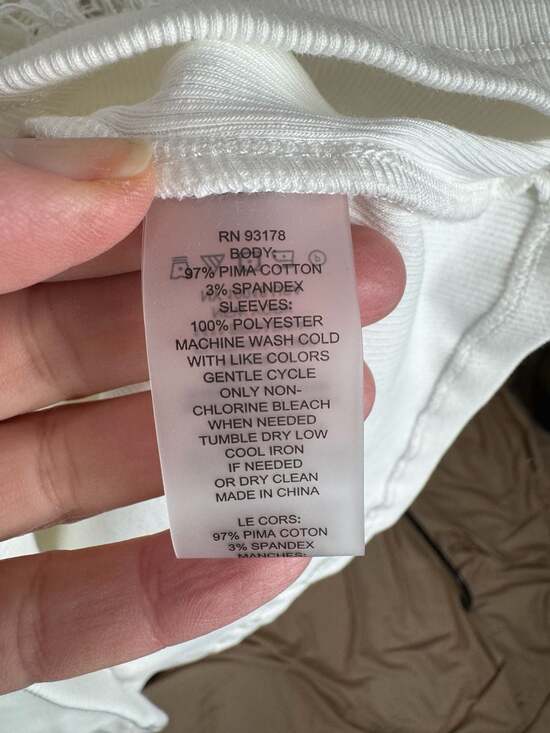 RN 93178
BODY:
97% PIMA COTTON
3% SPANDEX
SLEEVES:
100% POLYESTER
MACHINE WASH COLD
WITH LIKE COLORS
GENTLE CYCLE
ONLY NON-
CHLORINE BLEACH
WHEN NEEDED
TUMBLE DRY LOW
COOL IRON
IF NEEDED
OR DRY CLEAN
MADE IN CHINA
LE CORS:
97% PIMA COTON
3% SPANDEX
MANCHES: